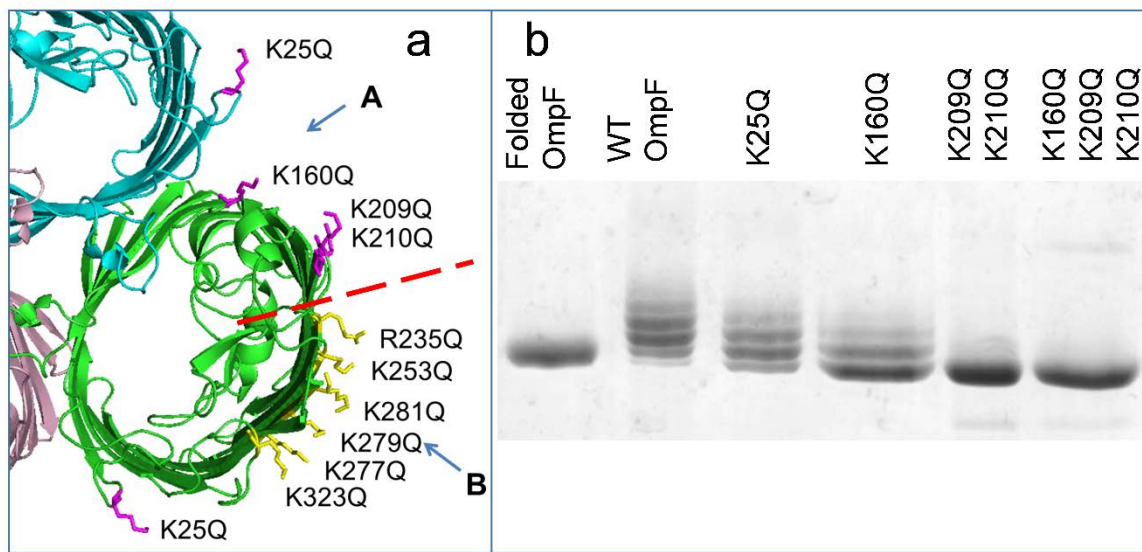 a
K25Q
A
K160Q
K209Q
K210Q
R235Q
K253Q
K281Q
K279Q
B
K277Q
K323Q
K25Q
b
Folded
OmpF
WT
OmpF
K25Q
K160Q
K209Q
K210Q
K160Q
K209Q
K210Q